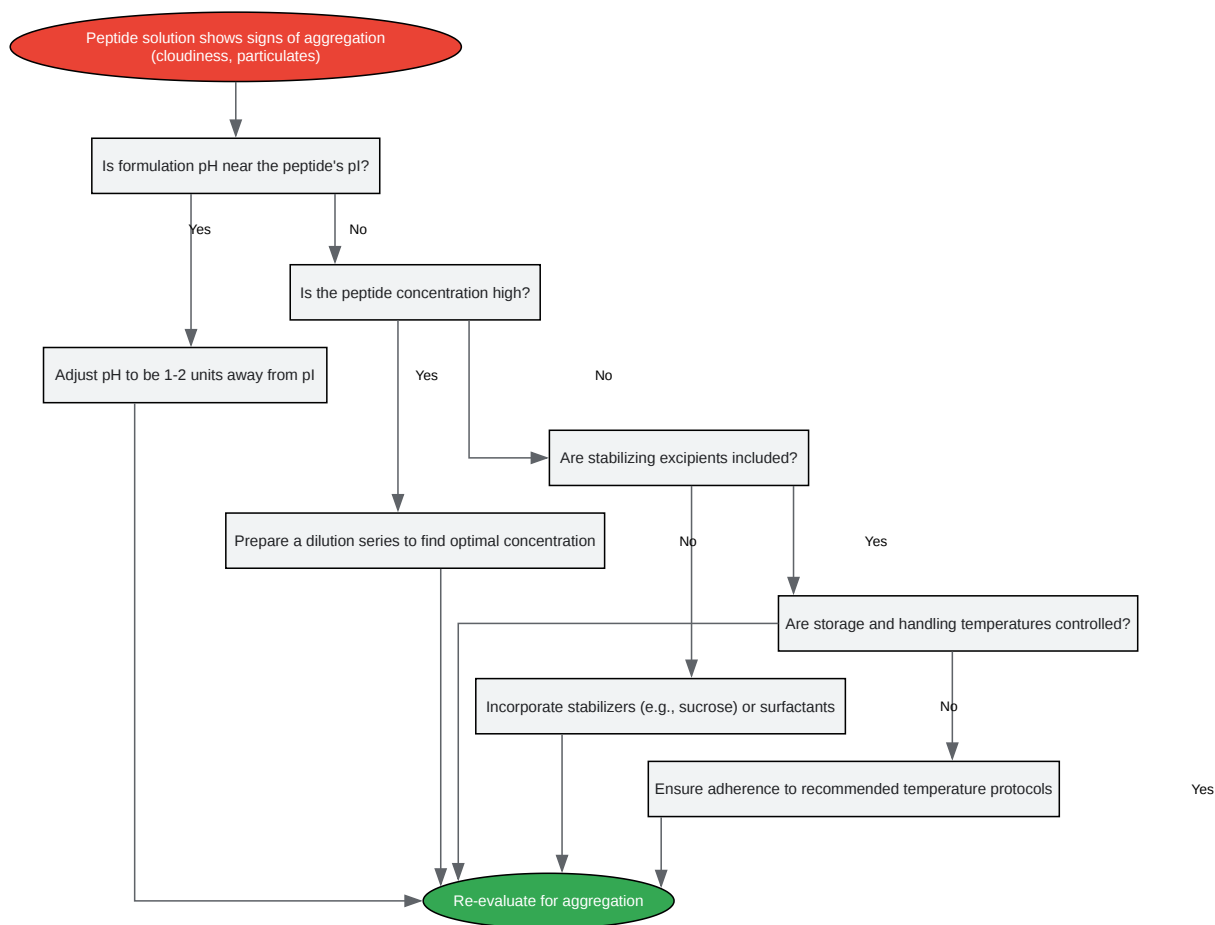 Peptide solution shows signs of aggregation
(cloudiness, particulates)
Is formulation pH near the peptide's pI?
Yes
No
Is the peptide concentration high?
Adjust pH to be 1-2 units away from pI
Yes
No
Are stabilizing excipients included?
Prepare a dilution series to find optimal concentration
No
Yes
Are storage and handling temperatures controlled?
Incorporate stabilizers (e.g., sucrose) or surfactants
No
Ensure adherence to recommended temperature protocols
Yes
Re-evaluate for aggregation